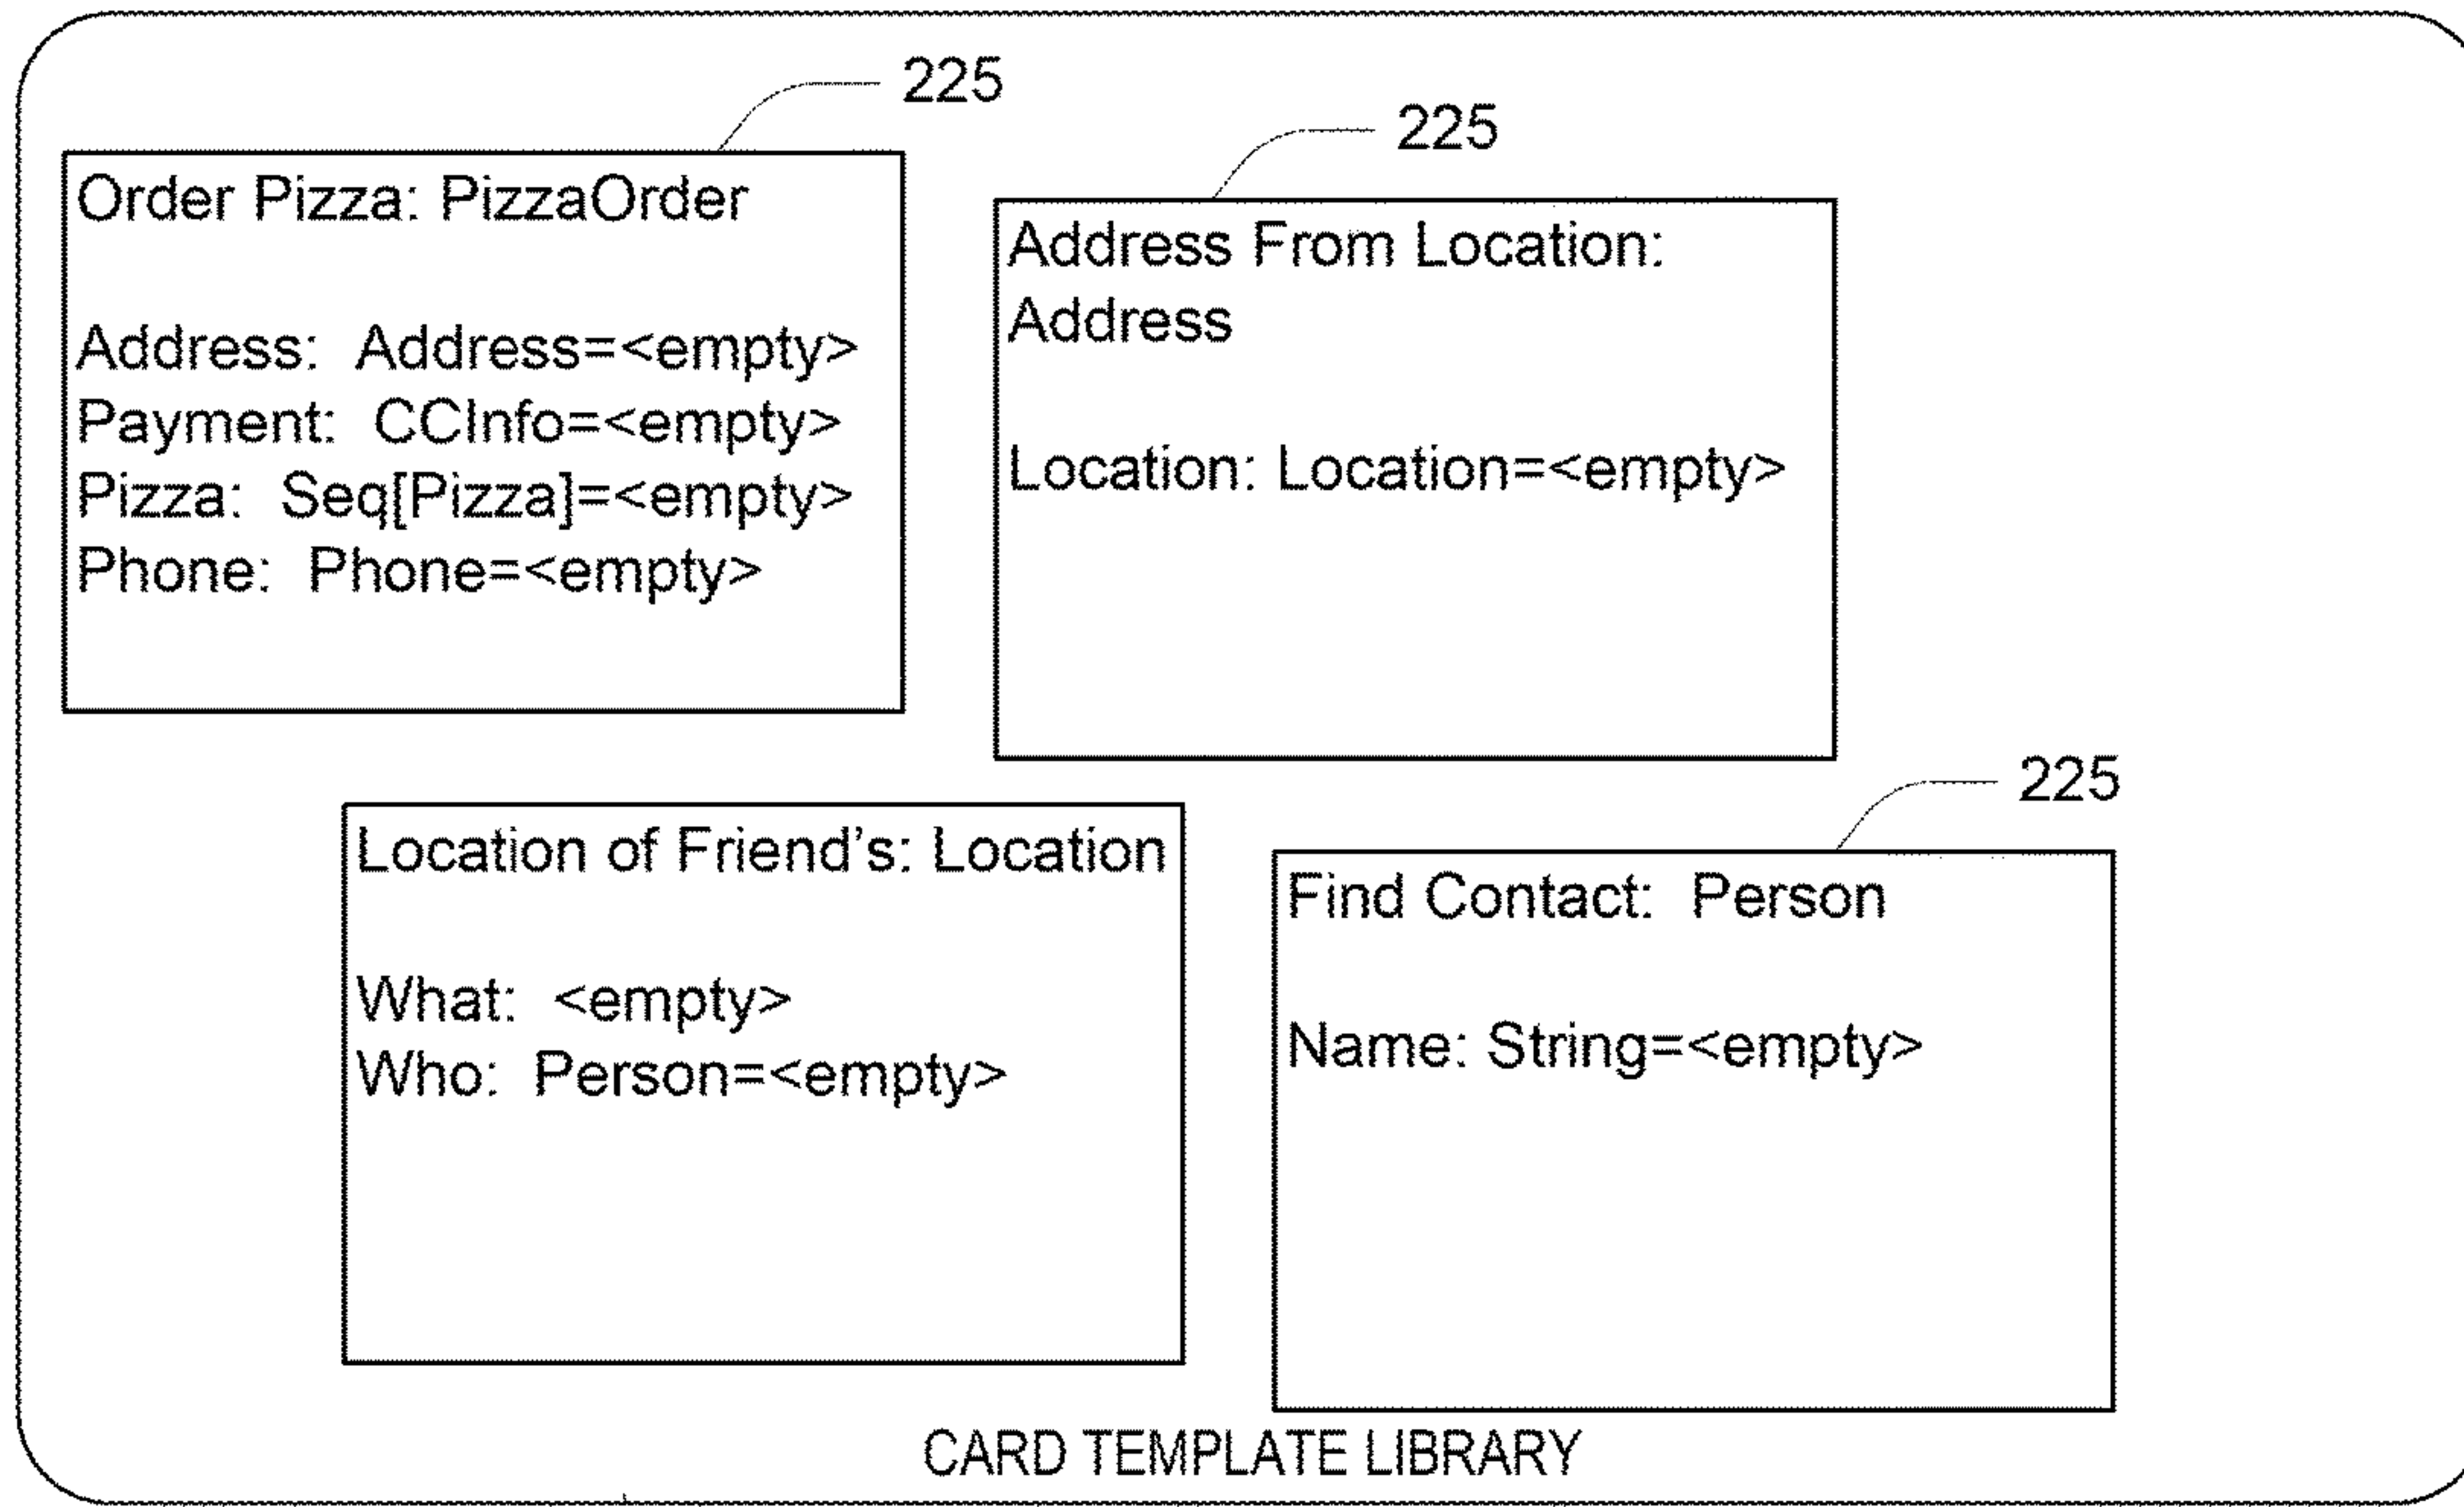 225
Order Pizza: PizzaOrder
Address: Address=<empty>
Payment: CCInfo=<empty>
Pizza: Seq[Pizza]=<empty>
Phone: Phone=<empty>
225
Address From Location:
Address
Location: Location=<empty>
Location of Friend's: Location
What: <empty>
Who: Person=<empty>
225
Find Contact: Person
Name: String=<empty>
CARD TEMPLATE LIBRARY